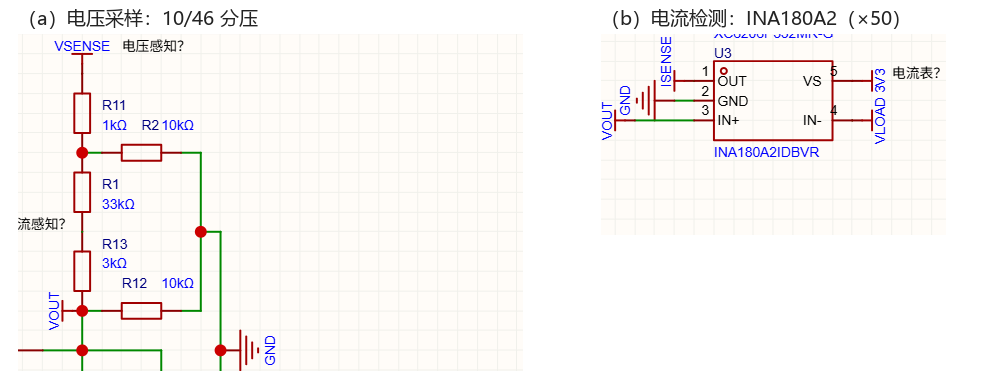 （a）电压采样：10/46 分压
VSENSE 电压感知?
R11
1kΩ
R2 10kΩ
R1
33kΩ
流感知?
R13
3kΩ
R12 10kΩ
VOUT
GND
（b）电流检测：INA180A2（×50）
U3
ISENSE
1 OUT
2 GND
3 IN+
VS 5
IN- 4
GND
VOUT
3V3
VLOAD
电流表?
INA180A2IDBVR